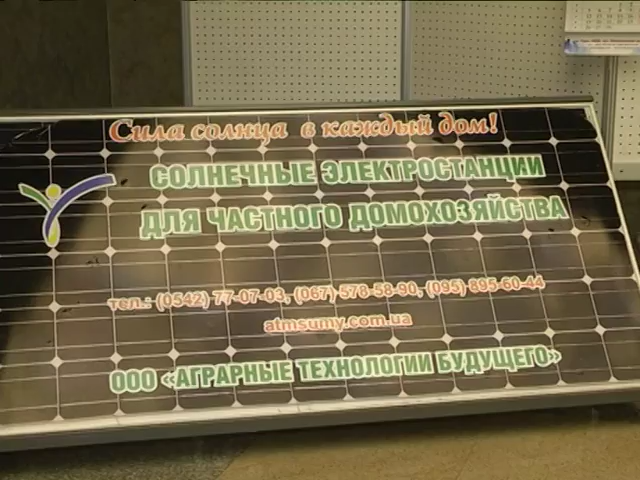 Сила солнца в каждый дом!
СОЛНЕЧНЫЕ ЭЛЕКТРОСТАНЦИИ
ДЛЯ ЧАСТНОГО ДОМОХОЗЯЙСТВА
тел.: (0542) 77-07-03, (067) 578-58-90, (095) 895-60-44
atmsumy.com.ua
ООО «АГРАРНЫЕ ТЕХНОЛОГИИ БУДУЩЕГО»